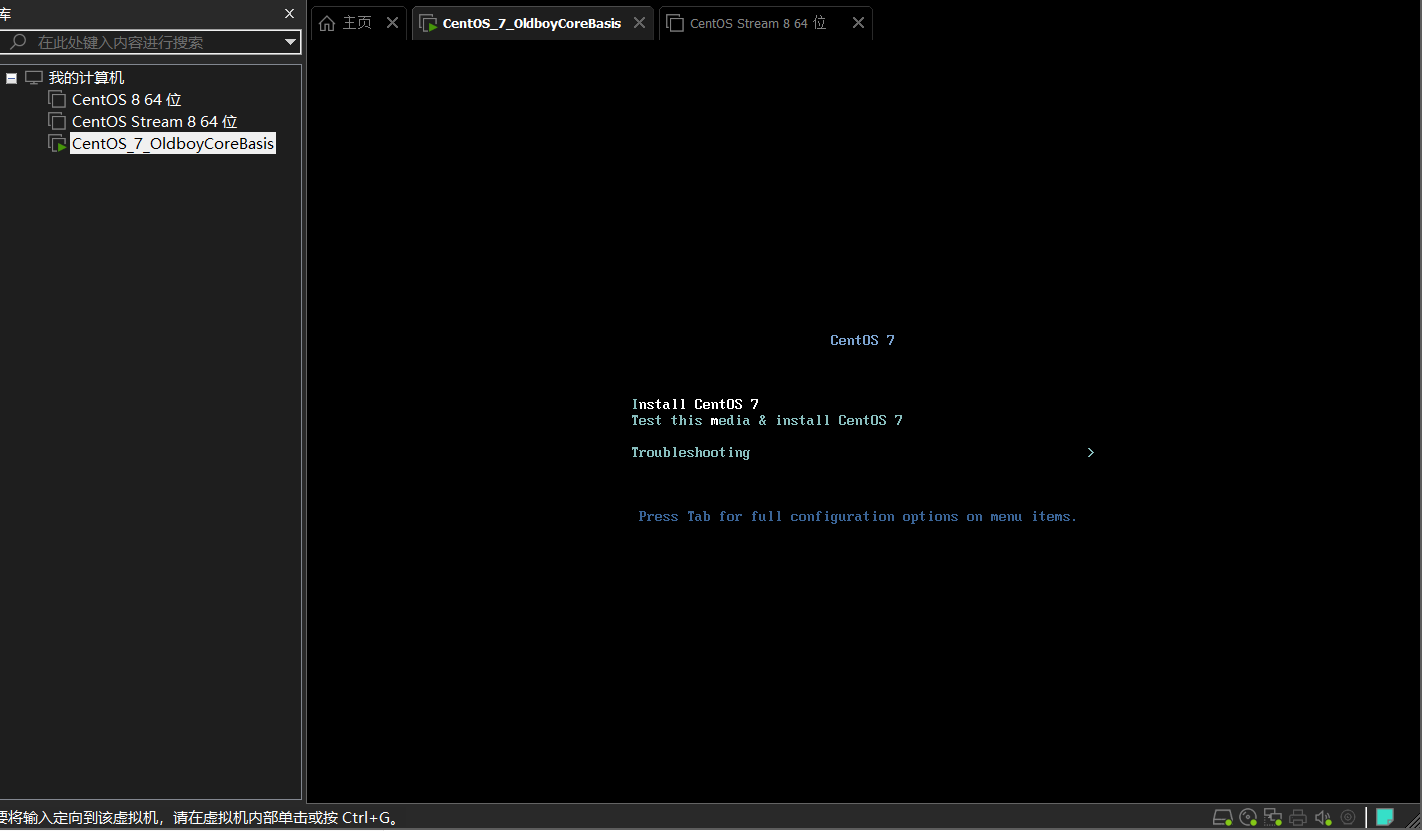 库
在此处键入内容进行搜索
我的计算机
CentOS 8 64 位
CentOS Stream 8 64 位
CentOS_7_OldboyCoreBasis
主页
CentOS_7_OldboyCoreBasis
CentOS Stream 8 64 位
CentOS 7
Install CentOS 7
Test this media & install CentOS 7
Troubleshooting >
Press Tab for full configuration options on menu items.
要将输入定向到该虚拟机，请在虚拟机内部单击或按 Ctrl+G。